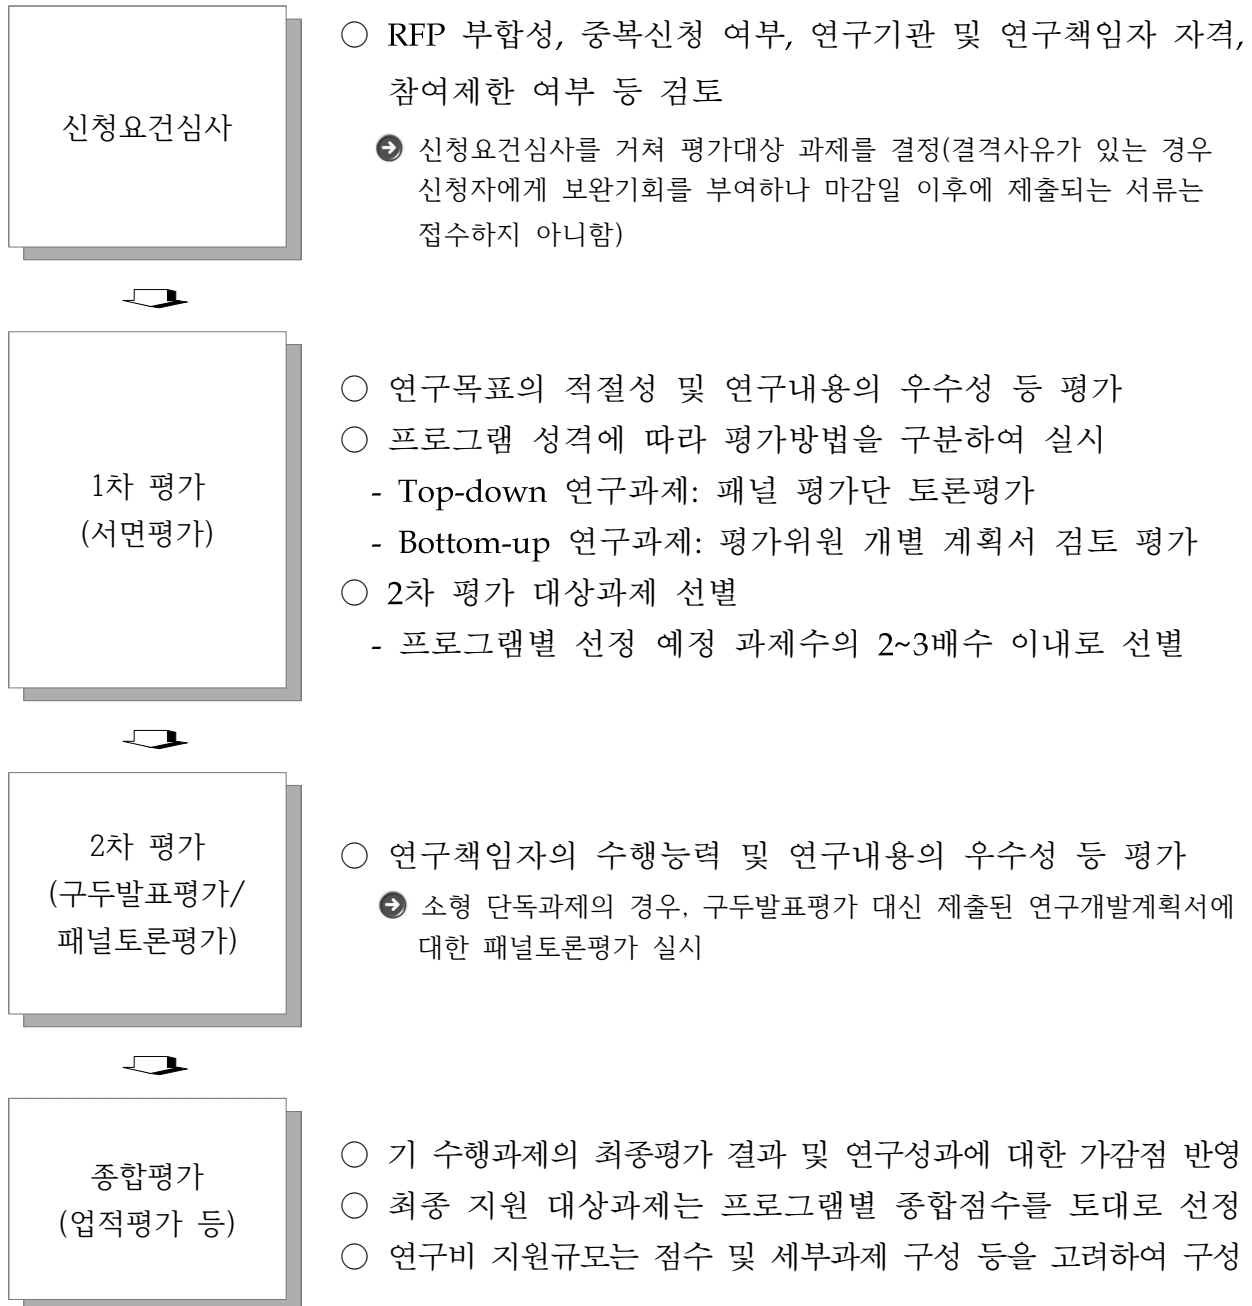 신청요건심사
○ RFP 부합성, 중복신청 여부, 연구기관 및 연구책임자 자격,
참여제한 여부 등 검토
신청요건심사를 거쳐 평가대상 과제를 결정(결격사유가 있는 경우
신청자에게 보완기회를 부여하나 마감일 이후에 제출되는 서류는
접수하지 아니함)
1차 평가
(서면평가)
○ 연구목표의 적절성 및 연구내용의 우수성 등 평가
○ 프로그램 성격에 따라 평가방법을 구분하여 실시
- Top-down 연구과제: 패널 평가단 토론평가
- Bottom-up 연구과제: 평가위원 개별 계획서 검토 평가
○ 2차 평가 대상과제 선별
- 프로그램별 선정 예정 과제수의 2~3배수 이내로 선별
2차 평가
(구두발표평가/
패널토론평가)
○ 연구책임자의 수행능력 및 연구내용의 우수성 등 평가
소형 단독과제의 경우, 구두발표평가 대신 제출된 연구개발계획서에
대한 패널토론평가 실시
종합평가
(업적평가 등)
○ 기 수행과제의 최종평가 결과 및 연구성과에 대한 가감점 반영
○ 최종 지원 대상과제는 프로그램별 종합점수를 토대로 선정
○ 연구비 지원규모는 점수 및 세부과제 구성 등을 고려하여 구성